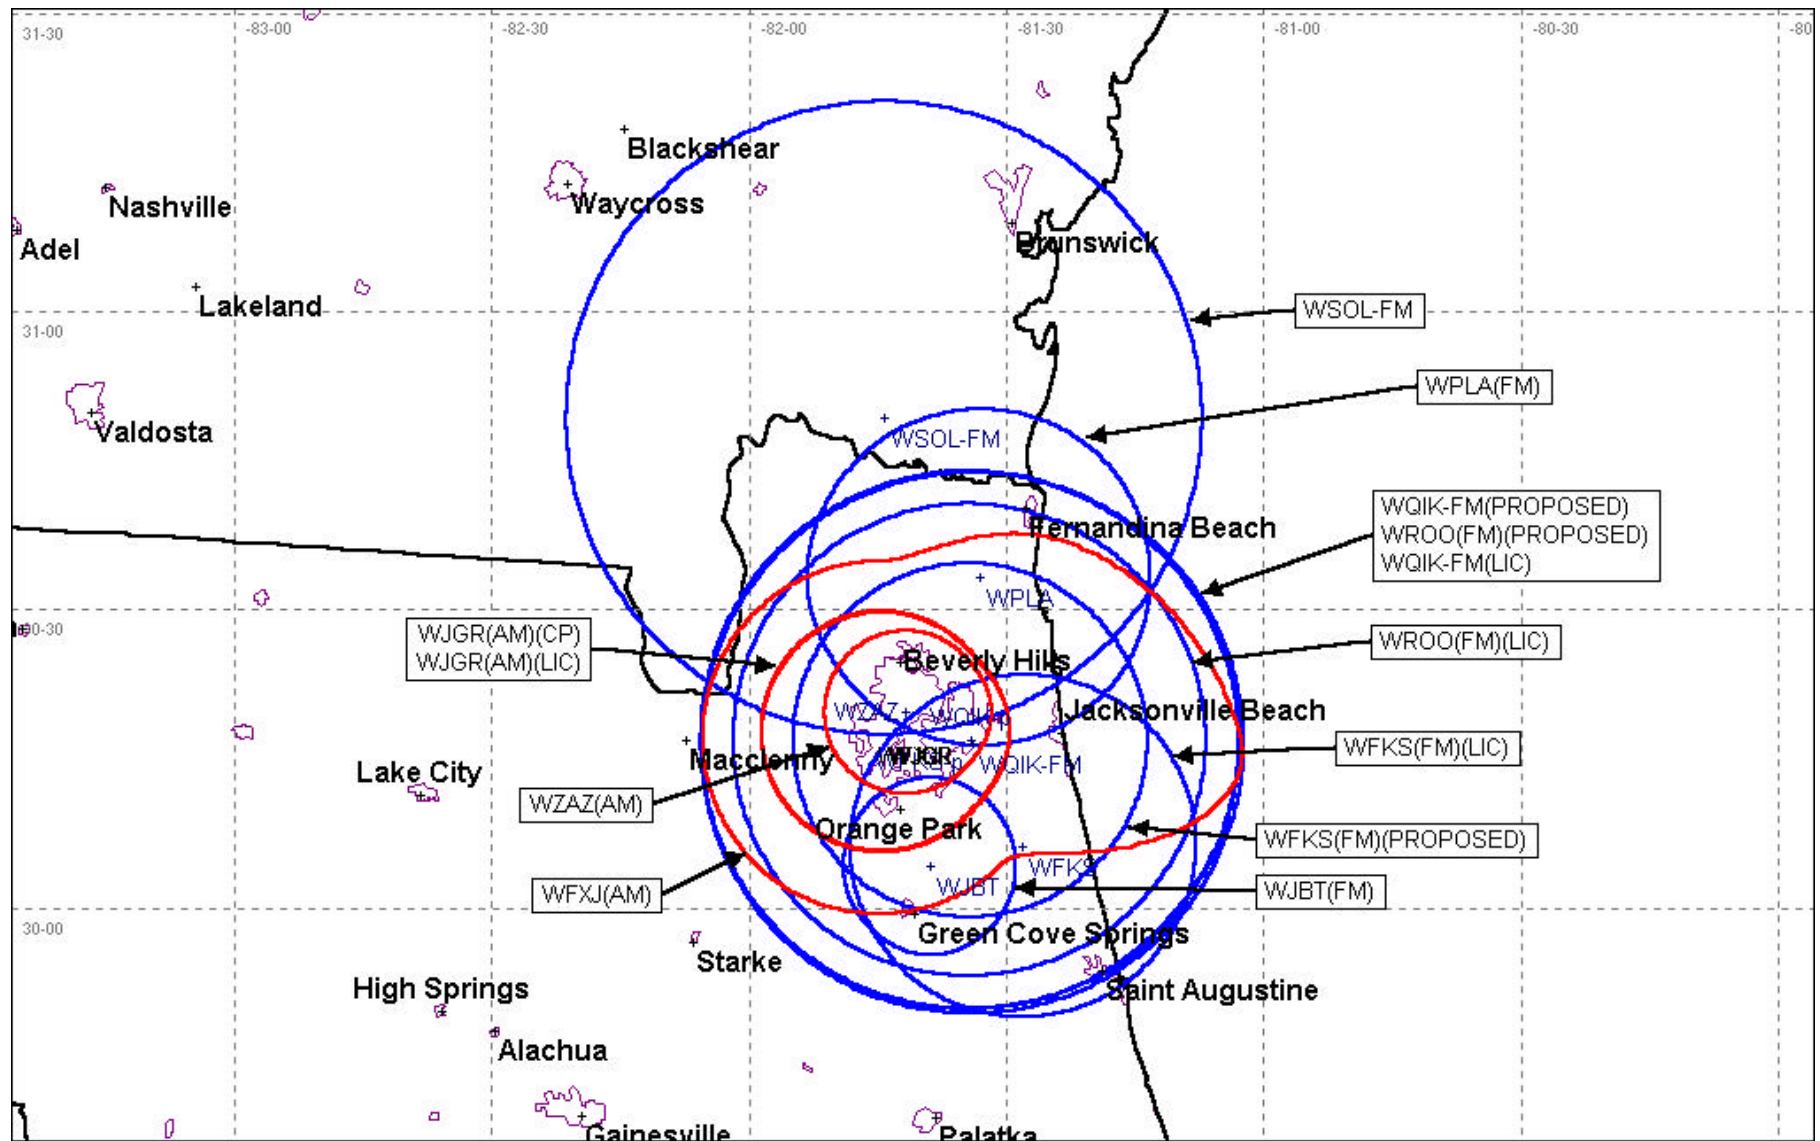 -83-00
-82-30
-82-00
-81-30
-81-00
-80-30
-80
31-30
Blackshear
Waycross
Nashville
Adel
Brunswick
Lakeland
WSOL-FM
31-00
WPLA(FM)
Valdosta
WSOL-FM
WQIK-FM(PROPOSED)
WROO(FM)(PROPOSED)
WQIK-FM(LIC)
Fernandina Beach
WPLA
30-30
WJGR(AM)(CP)
WJGR(AM)(LIC)
WROO(FM)(LIC)
Beverly Hills
WZAZ
Jacksonville Beach
WFKS(FM)(LIC)
Macclenny
WJGR
WQIK-FM
Lake City
WZAZ(AM)
Orange Park
WFKS(FM)(PROPOSED)
WFKS
WJBT
WJBT(FM)
WFXJ(AM)
30-00
Green Cove Springs
Starke
High Springs
Saint Augustine
Alachua
Gainesville
Palatka